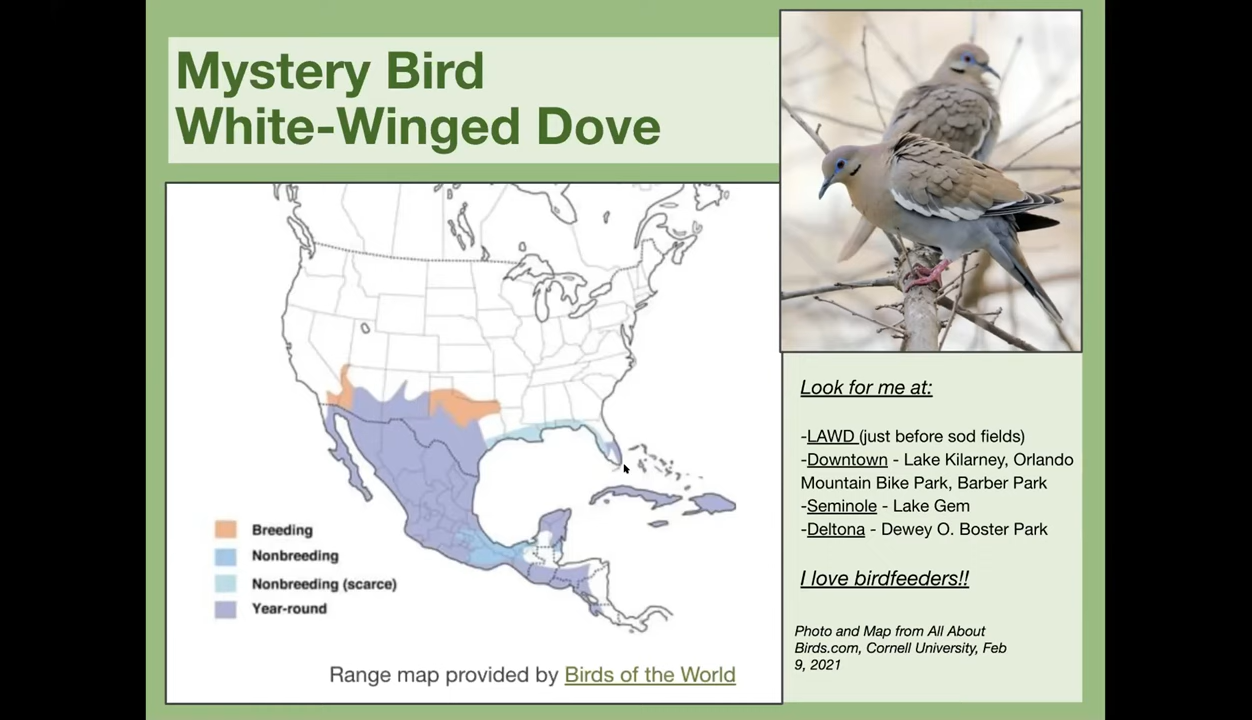 Mystery Bird
White-Winged Dove
Breeding
Nonbreeding
Nonbreeding (scarce)
Year-round
Range map provided by Birds of the World
Look for me at:
-LAWD (just before sod fields)
-Downtown - Lake Kilarney, Orlando
Mountain Bike Park, Barber Park
-Seminole - Lake Gem
-Deltona - Dewey O. Boster Park
I love birdfeeders!!
Photo and Map from All About
Birds.com, Cornell University, Feb
9, 2021